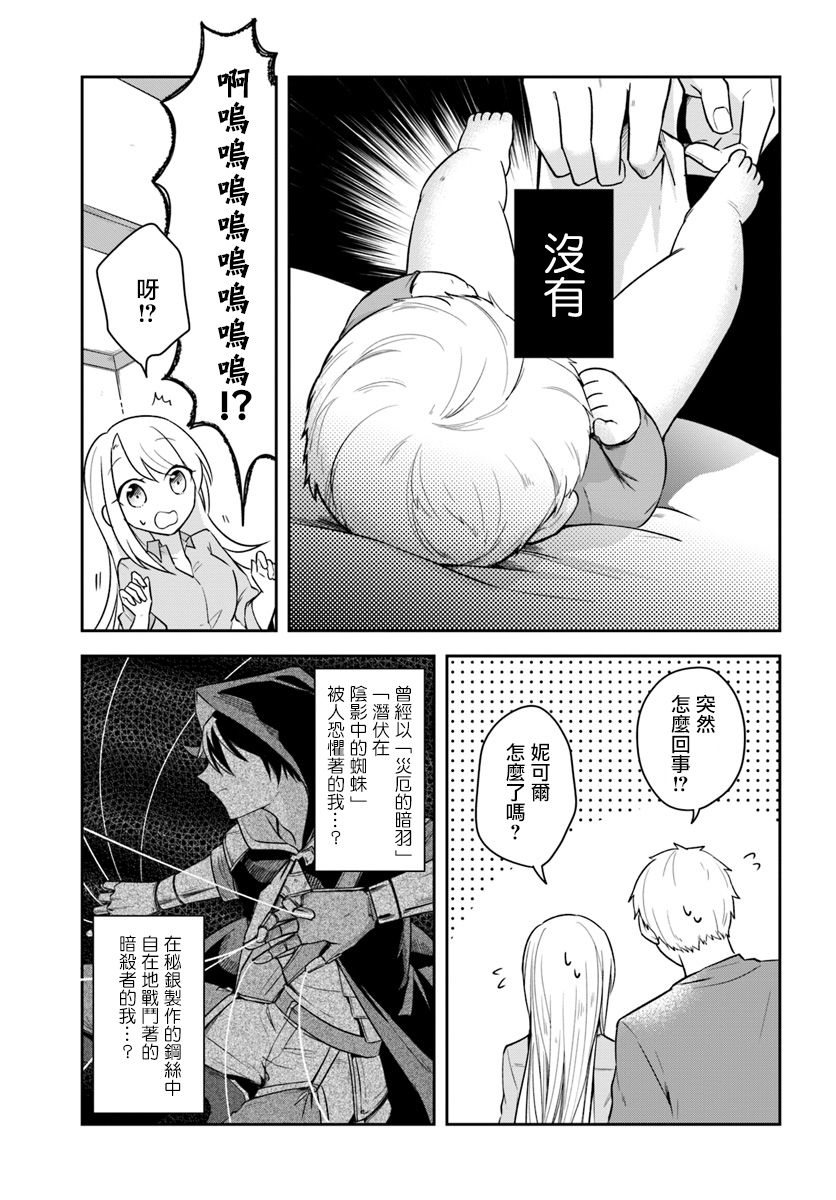 沒有
啊嗚嗚嗚嗚嗚嗚嗚嗚!?
呀!?
突然
怎麼回事!?
妮可爾
怎麼了嗎?
曾經以「災厄的暗羽」
「潛伏在
陰影中的蜘蛛」
被人恐懼著的我…?
在秘銀製作的鋼絲中
自在地戰鬥著的
暗殺者的我…?